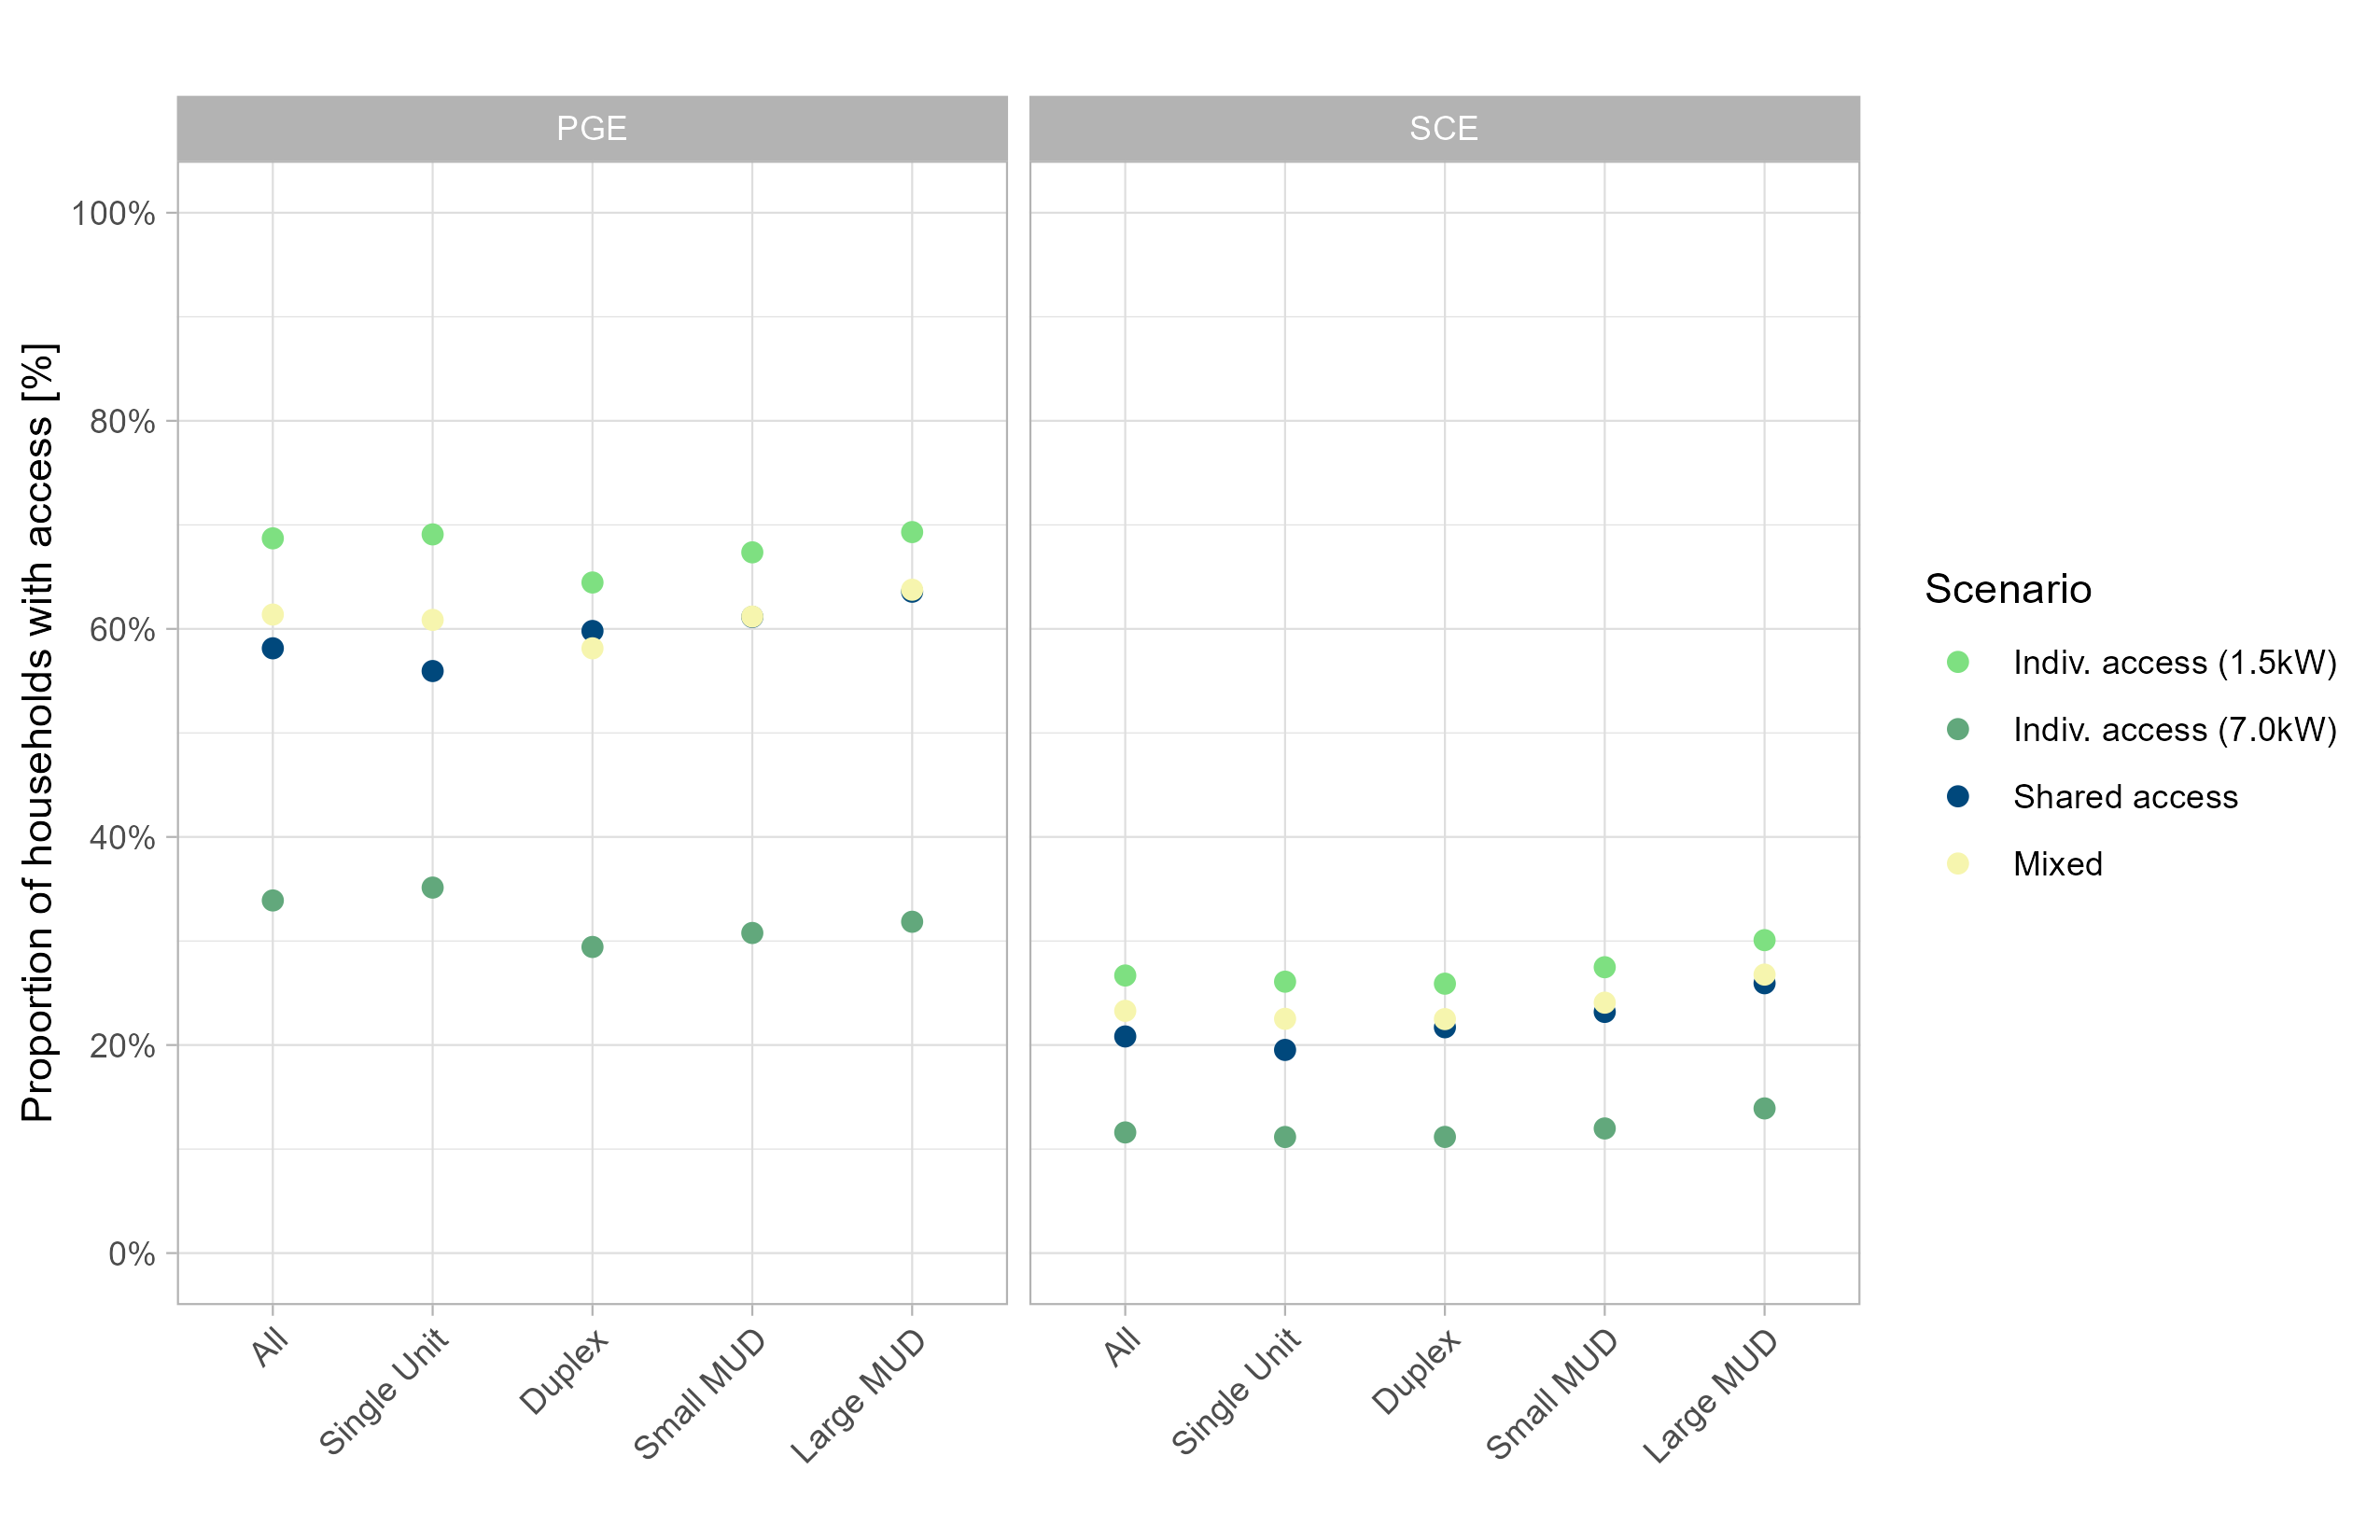 PGE
SCE
Proportion of households with access [%]
100%
80%
60%
40%
20%
0%
All
Single Unit
Duplex
Small MUD
Large MUD
All
Single Unit
Duplex
Small MUD
Large MUD
Scenario
Indiv. access (1.5kW)
Indiv. access (7.0kW)
Shared access
Mixed